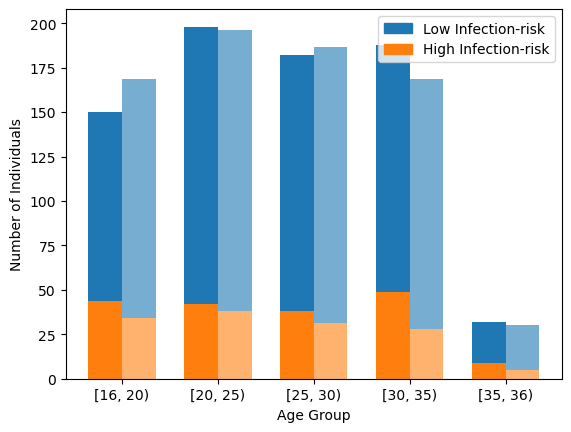 Low Infection-risk
High Infection-risk
Number of Individuals
200
175
150
125
100
75
50
25
0
[16, 20) [20, 25) [25, 30) [30, 35) [35, 36)
Age Group